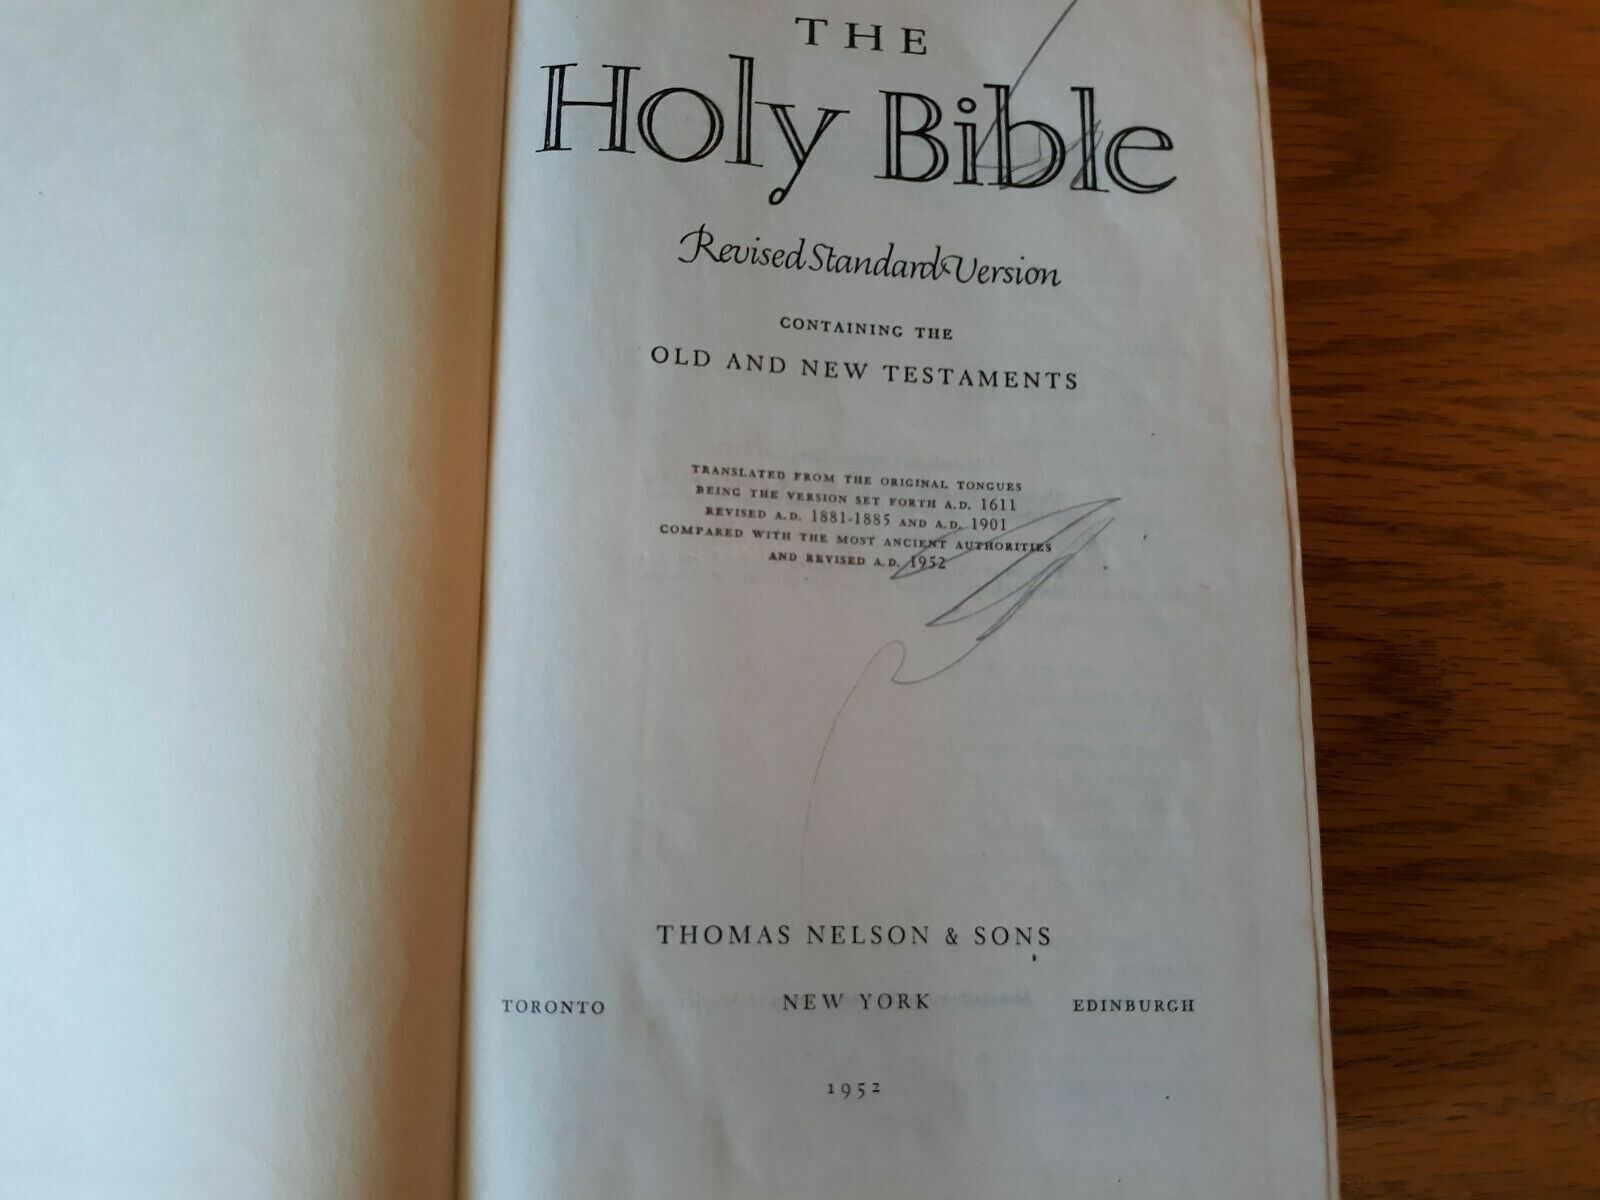 THE
Holy Bible
Revised Standard Version
CONTAINING THE
OLD AND NEW TESTAMENTS
TRANSLATED FROM THE ORIGINAL TONGUES
BEING THE VERSION SET FORTH A.D. 1611
REVISED A.D. 1881-1885 AND A.D. 1901
COMPARED WITH THE MOST ANCIENT AUTHORITIES
AND REVISED A.D. 1952
THOMAS NELSON & SONS
TORONTO NEW YORK EDINBURGH
1952